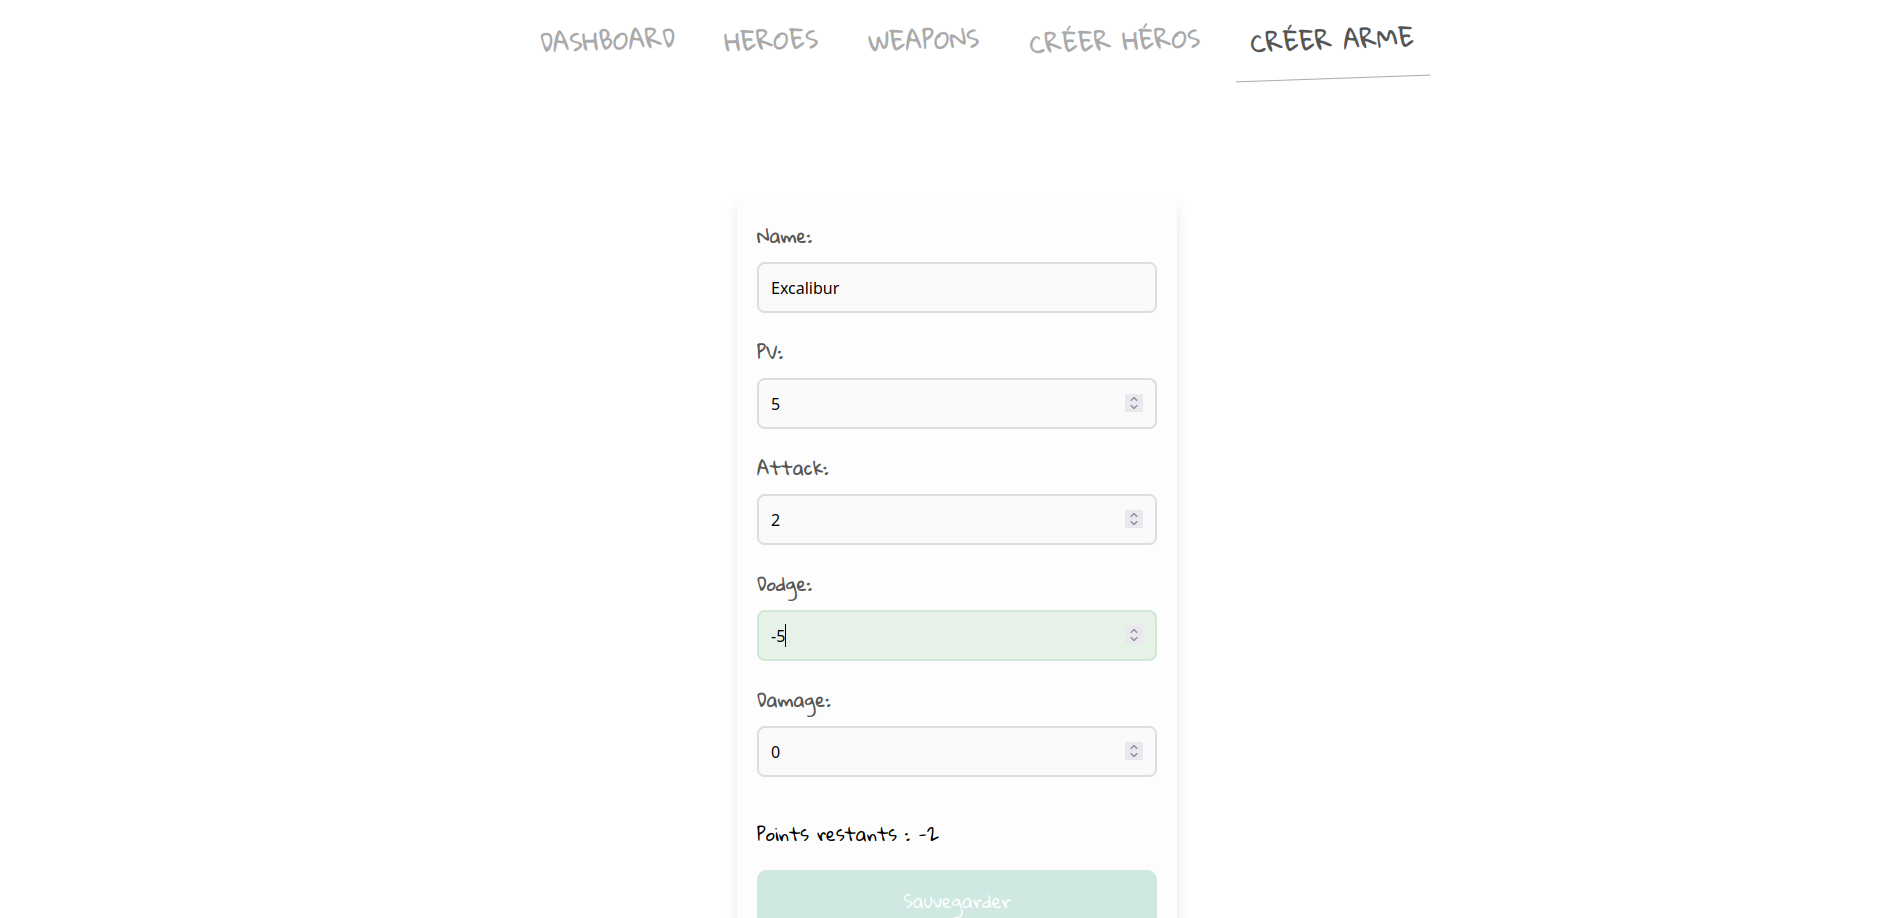 DASHBOARD HEROES WEAPONS CRÉER HÉROS CRÉER ARME
Name:
Excalibur
PV:
5
Attack:
2
Dodge:
-5
Damage:
0
Points restants : -2
Sauvegarder